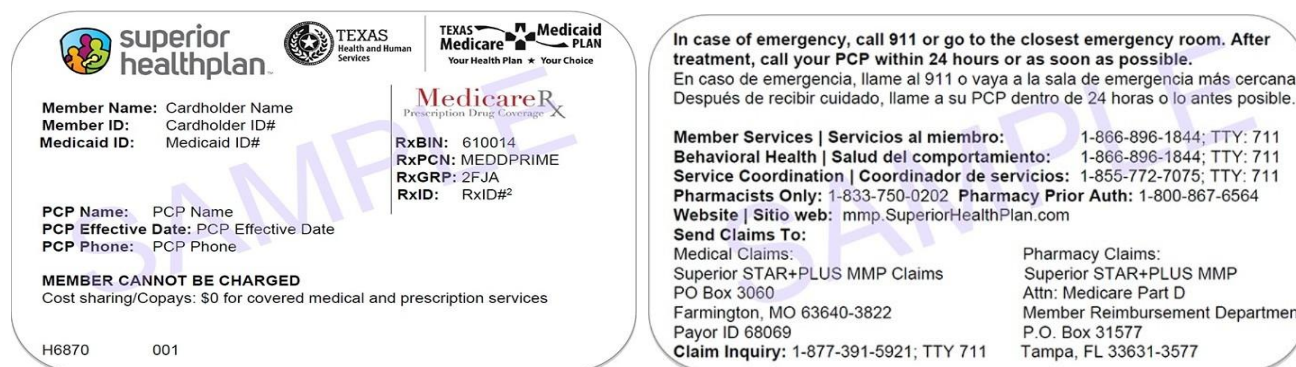 superior
healthplan™
TEXAS
Health and Human
Services
TEXAS Medicaid
Medicare PLAN
Your Health Plan ★ Your Choice
Member Name: Cardholder Name
Member ID: Cardholder ID#
Medicaid ID: Medicaid ID#
MedicareRx
Prescription Drug Coverage
RxBIN: 610014
RxPCN: MEDDPRIME
RxGRP: 2FJA
RxID: RxID#²
PCP Name: PCP Name
PCP Effective Date: PCP Effective Date
PCP Phone: PCP Phone
MEMBER CANNOT BE CHARGED
Cost sharing/Copays: $0 for covered medical and prescription services
H6870 001
SAMPLE
In case of emergency, call 911 or go to the closest emergency room. After
treatment, call your PCP within 24 hours or as soon as possible.
En caso de emergencia, llame al 911 o vaya a la sala de emergencia más cercana
Después de recibir cuidado, llame a su PCP dentro de 24 horas o lo antes posible.
Member Services | Servicios al miembro: 1-866-896-1844; TTY: 711
Behavioral Health | Salud del comportamiento: 1-866-896-1844; TTY: 711
Service Coordination | Coordinador de servicios: 1-855-772-7075; TTY: 711
Pharmacists Only: 1-833-750-0202 Pharmacy Prior Auth: 1-800-867-6564
Website | Sitio web: mmp.SuperiorHealthPlan.com
Send Claims To:
Medical Claims:
Superior STAR+PLUS MMP Claims
PO Box 3060
Farmington, MO 63640-3822
Payor ID 68069
Claim Inquiry: 1-877-391-5921; TTY 711
Pharmacy Claims:
Superior STAR+PLUS MMP
Attn: Medicare Part D
Member Reimbursement Departmen
P.O. Box 31577
Tampa, FL 33631-3577
SAMPLE